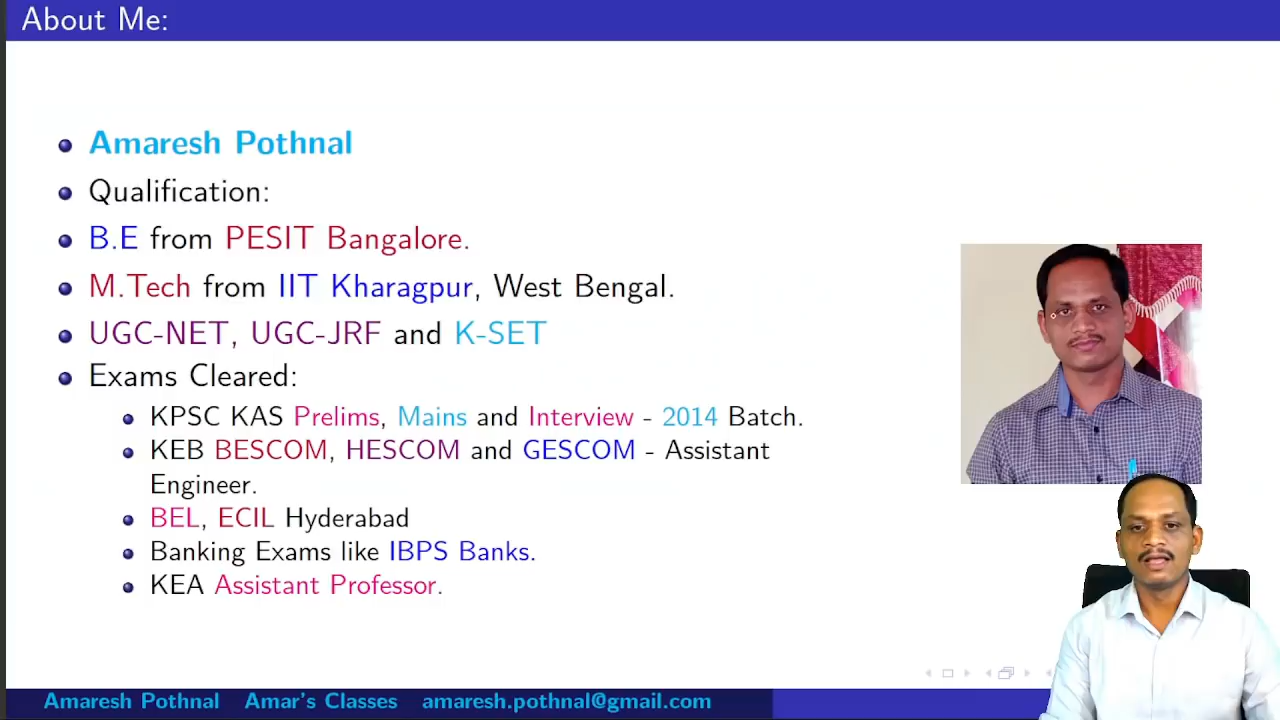 About Me:
Amaresh Pothnal
Qualification:
B.E from PESIT Bangalore.
M.Tech from IIT Kharagpur, West Bengal.
UGC-NET, UGC-JRF and K-SET
Exams Cleared:
KPSC KAS Prelims, Mains and Interview - 2014 Batch.
KEB BESCOM, HESCOM and GESCOM - Assistant
Engineer.
BEL, ECIL Hyderabad
Banking Exams like IBPS Banks.
KEA Assistant Professor.
Amaresh Pothnal Amar's Classes amaresh.pothnal@gmail.com